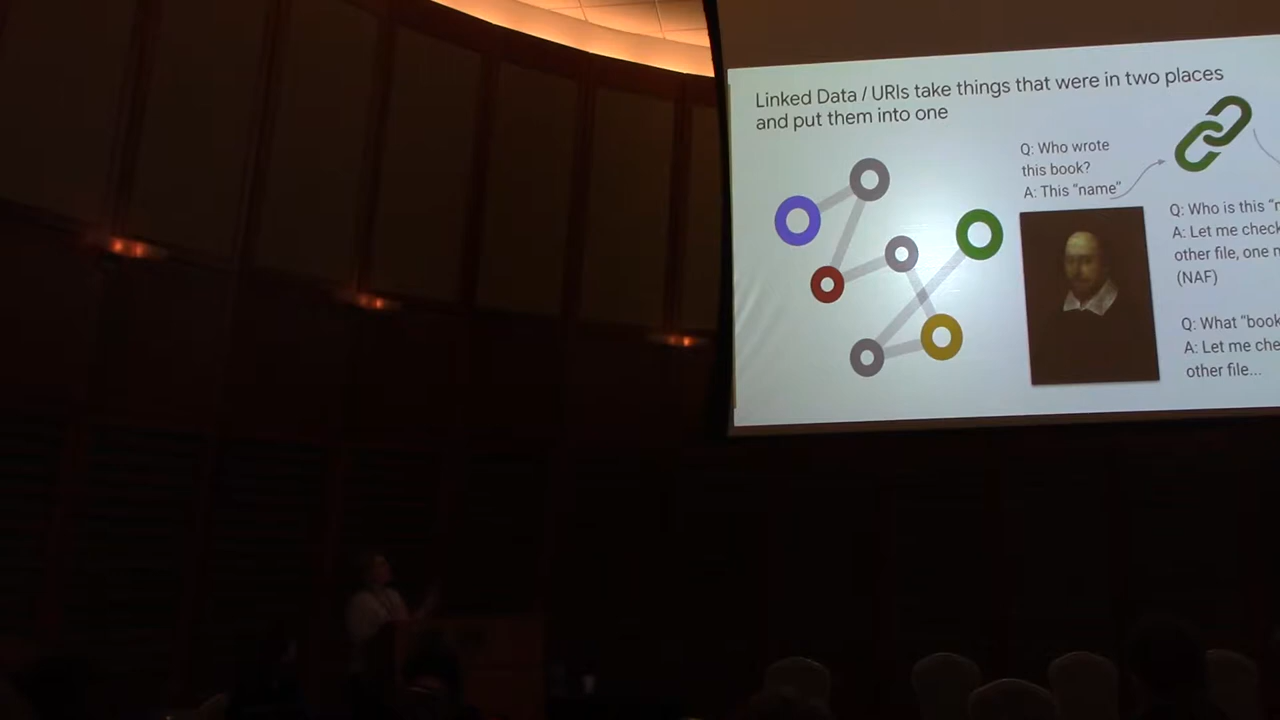 Linked Data / URIs take things that were in two places
and put them into one
Q: Who wrote
this book?
A: This "name"
Q: Who is this
A: Let me check
other file, one
(NAF)
Q: What "book
A: Let me
other file...